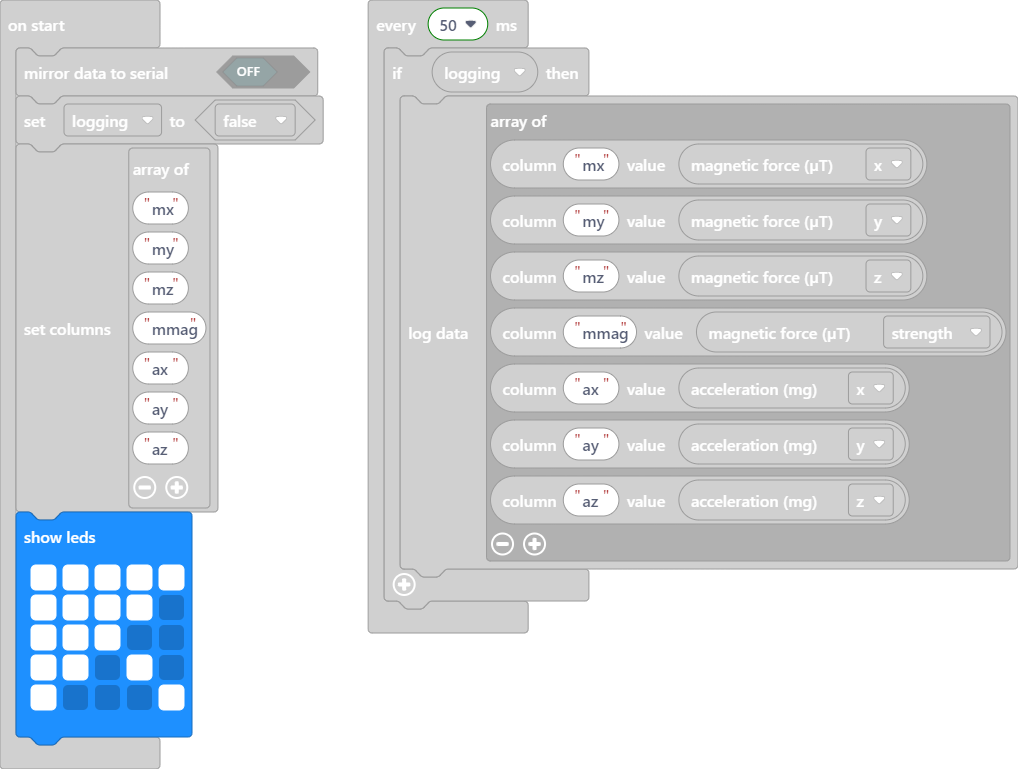 on start
mirror data to serial OFF
set logging to false
set columns
array of
"mx"
"my"
"mz"
"mmag"
"ax"
"ay"
"az"
show leds
every 50 ms
if logging then
log data
array of
column "mx" value magnetic force (µT) x
column "my" value magnetic force (µT) y
column "mz" value magnetic force (µT) z
column "mmag" value magnetic force (µT) strength
column "ax" value acceleration (mg) x
column "ay" value acceleration (mg) y
column "az" value acceleration (mg) z